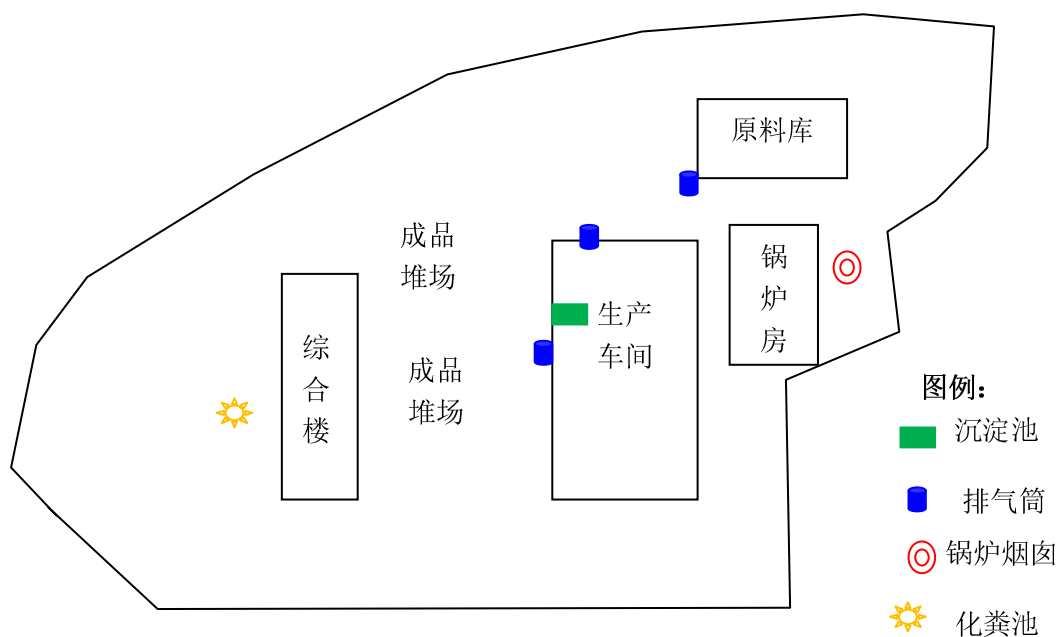 原料库
成品
堆场
锅
炉
房
生产
车间
综
合
楼
成品
堆场
图例：
沉淀池
排气筒
锅炉烟囱
化粪池